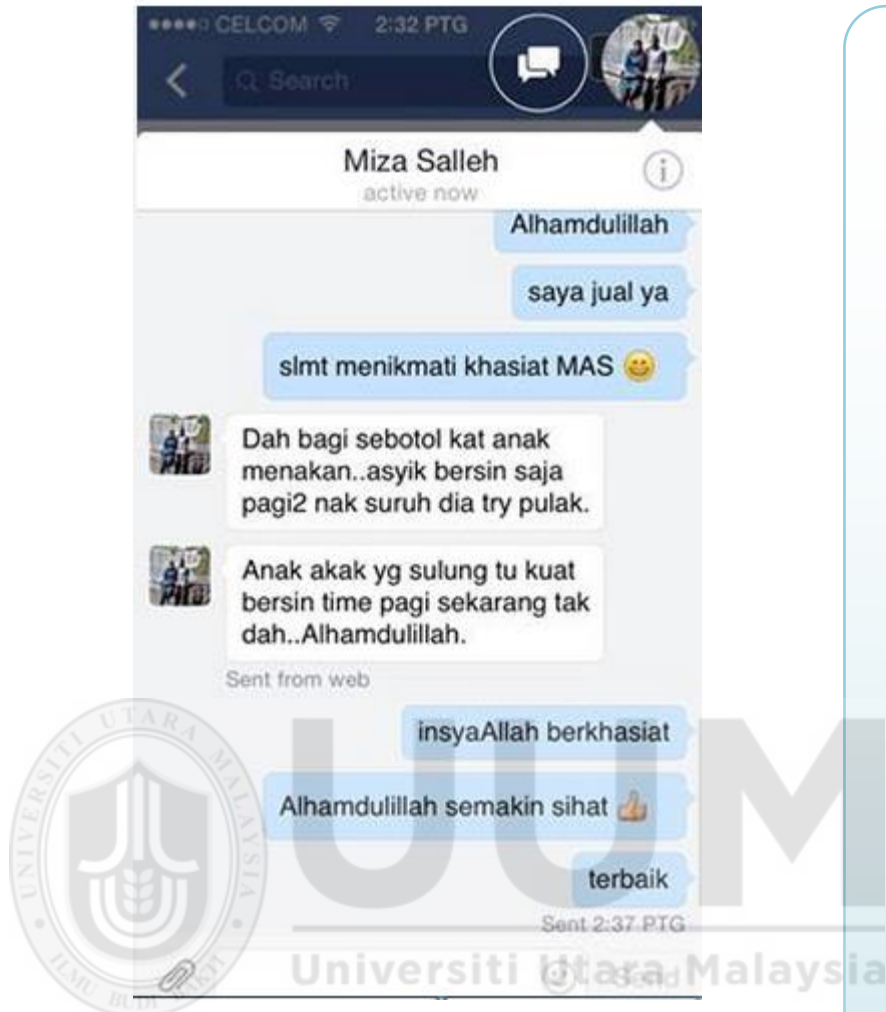 CELCOM 2:32 PTG
Search
Miza Salleh
active now
Alhamdulillah
saya jual ya
slmt menikmati khasiat MAS 😊
Dah bagi sebotol kat anak
menakan..asyik bersin saja
pagi2 nak suruh dia try pulak.
Anak akak yg sulung tu kuat
bersin time pagi sekarang tak
dah..Alhamdulillah.
Sent from web
insyaAllah berkhasiat
Alhamdulillah semakin sihat 👍
terbaik
Sent 2:37 PTG
Send
UUM
Universiti Utara Malaysia
UNIVERSITI UTARA MALAYSIA
ILMU BUDI BAKTI